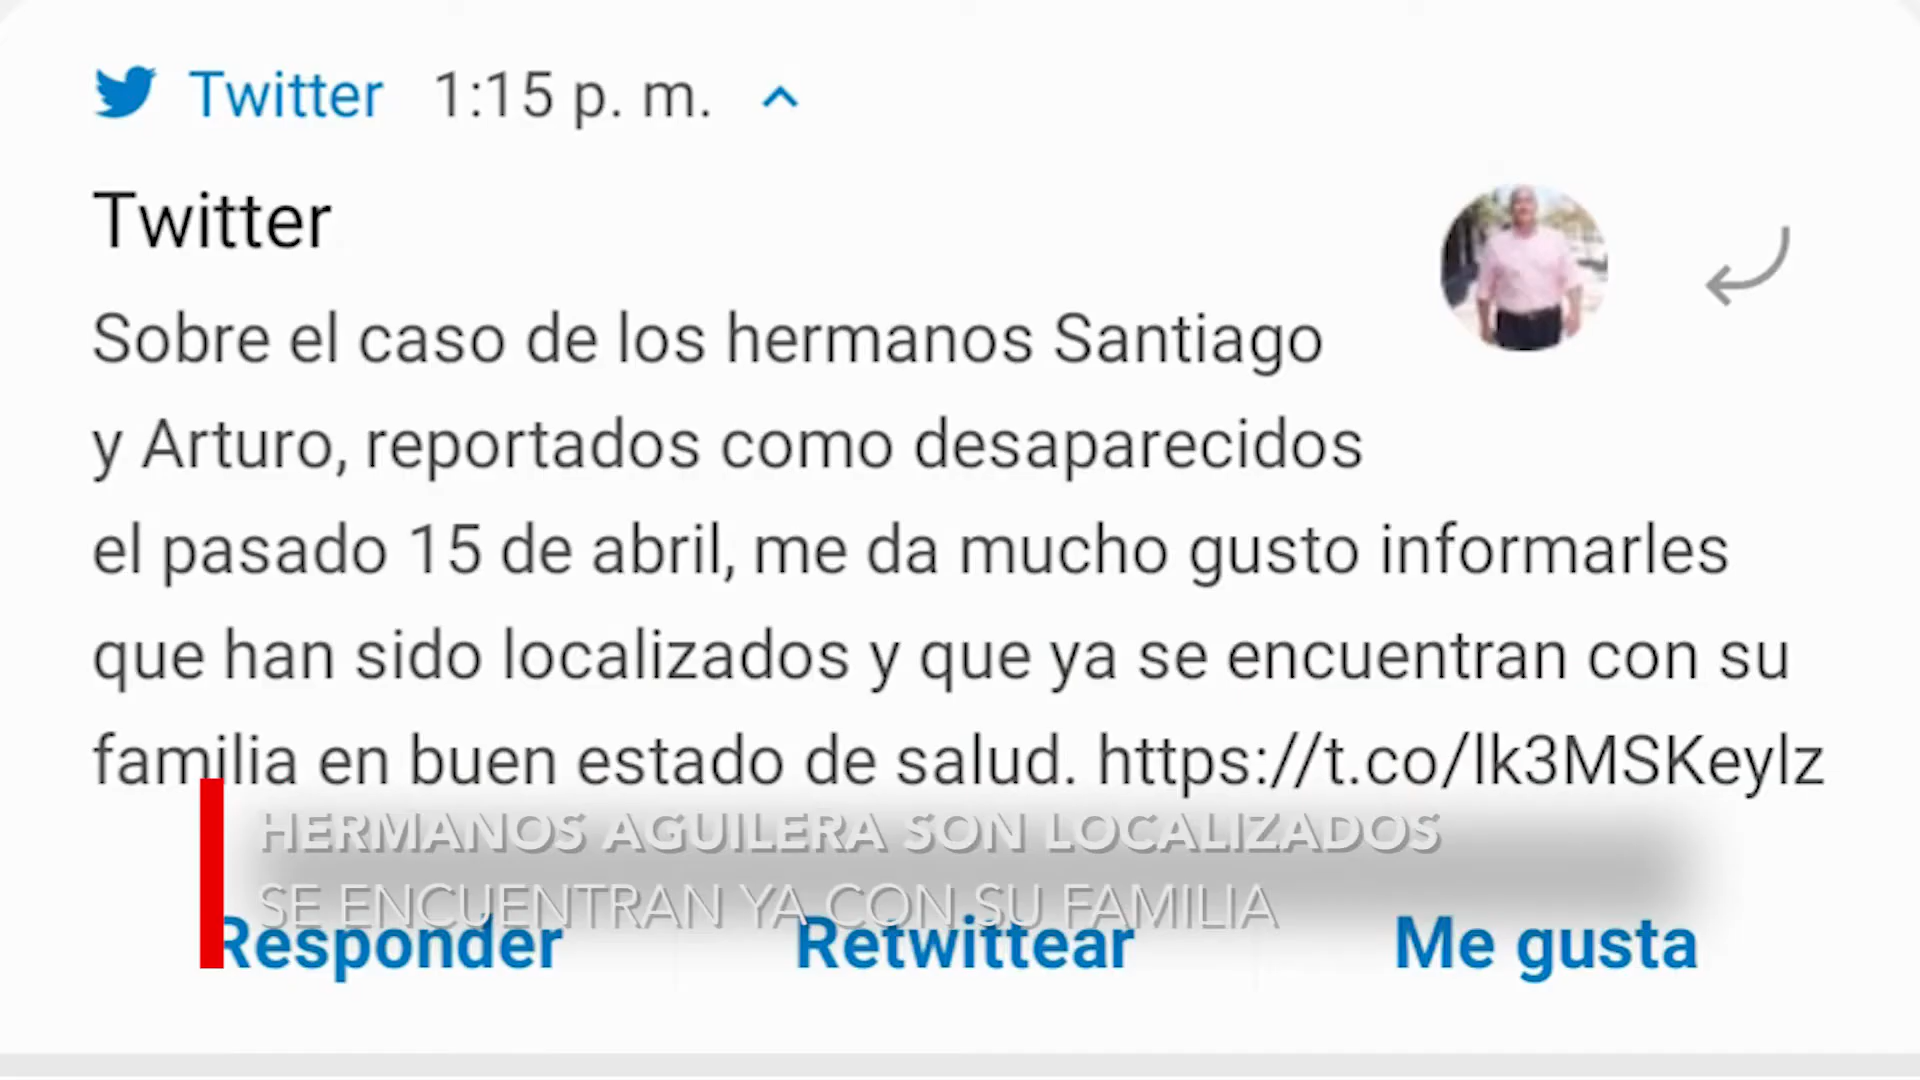 Twitter 1:15 p. m.
Twitter
Sobre el caso de los hermanos Santiago
y Arturo, reportados como desaparecidos
el pasado 15 de abril, me da mucho gusto informarles
que han sido localizados y que ya se encuentran con su
familia en buen estado de salud. https://t.co/lk3MSKeylz
HERMANOS AGUILERA SON LOCALIZADOS
SE ENCUENTRAN YA CON SU FAMILIA
Responder Retwittear Me gusta